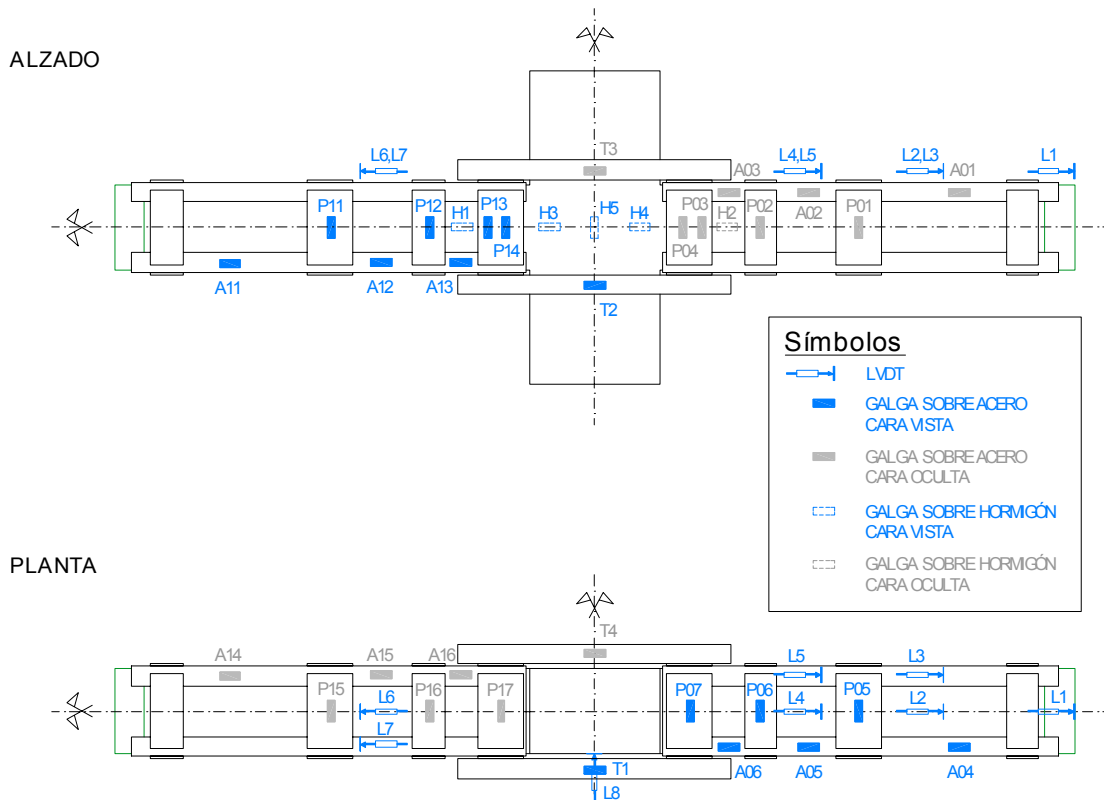 ALZADO
T3
L6,L7
A03
L4,L5
L2,L3
A01
L1
P11
P12
H1
P13
H3
H5
H4
P03
H2
P02
A02
P01
P14
P04
A11
A12
A13
T2
Símbolos
LVDT
GALGA SOBRE ACERO
CARA VISTA
GALGA SOBRE ACERO
CARA OCULTA
GALGA SOBRE HORMIGÓN
CARA VISTA
GALGA SOBRE HORMIGÓN
CARA OCULTA
PLANTA
T4
A14
A15
A16
L5
L3
P15
L6
P16
P17
P07
P06
L4
P05
L2
L1
L7
T1
A06
A05
A04
L8